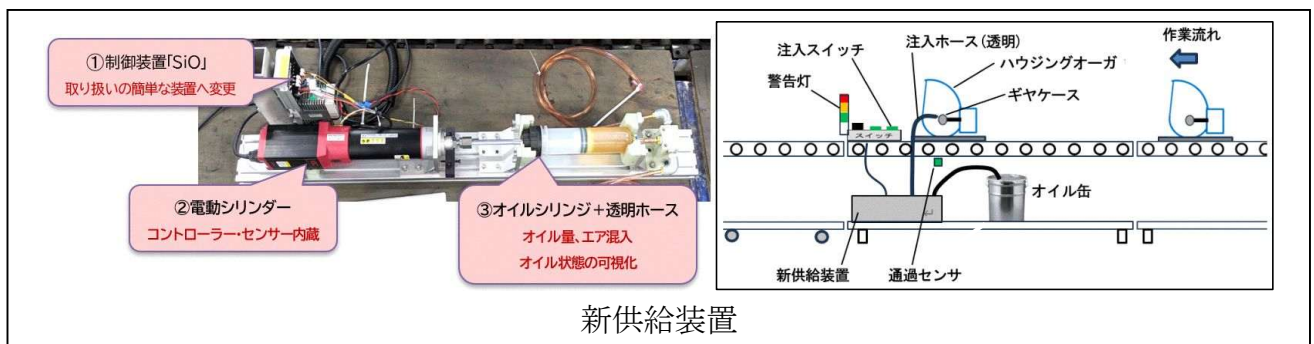 ①制御装置「SiO」
取り扱いの簡単な装置へ変更
②電動シリンダー
コントローラー・センサー内蔵
③オイルシリンジ+透明ホース
オイル量、エア混入
オイル状態の可視化
注入スイッチ
警告灯
注入ホース(透明)
ハウジングオーガ
ギヤケース
作業流れ
スイッチ
オイル缶
新供給装置
通過センサ
新供給装置